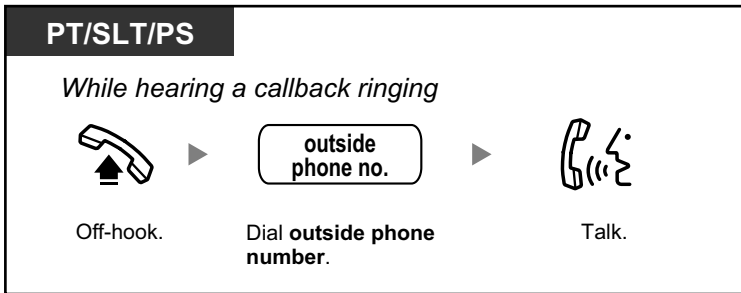 PT/SLT/PS
While hearing a callback ringing
outside
phone no.
Off-hook.
Dial outside phone
number.
Talk.